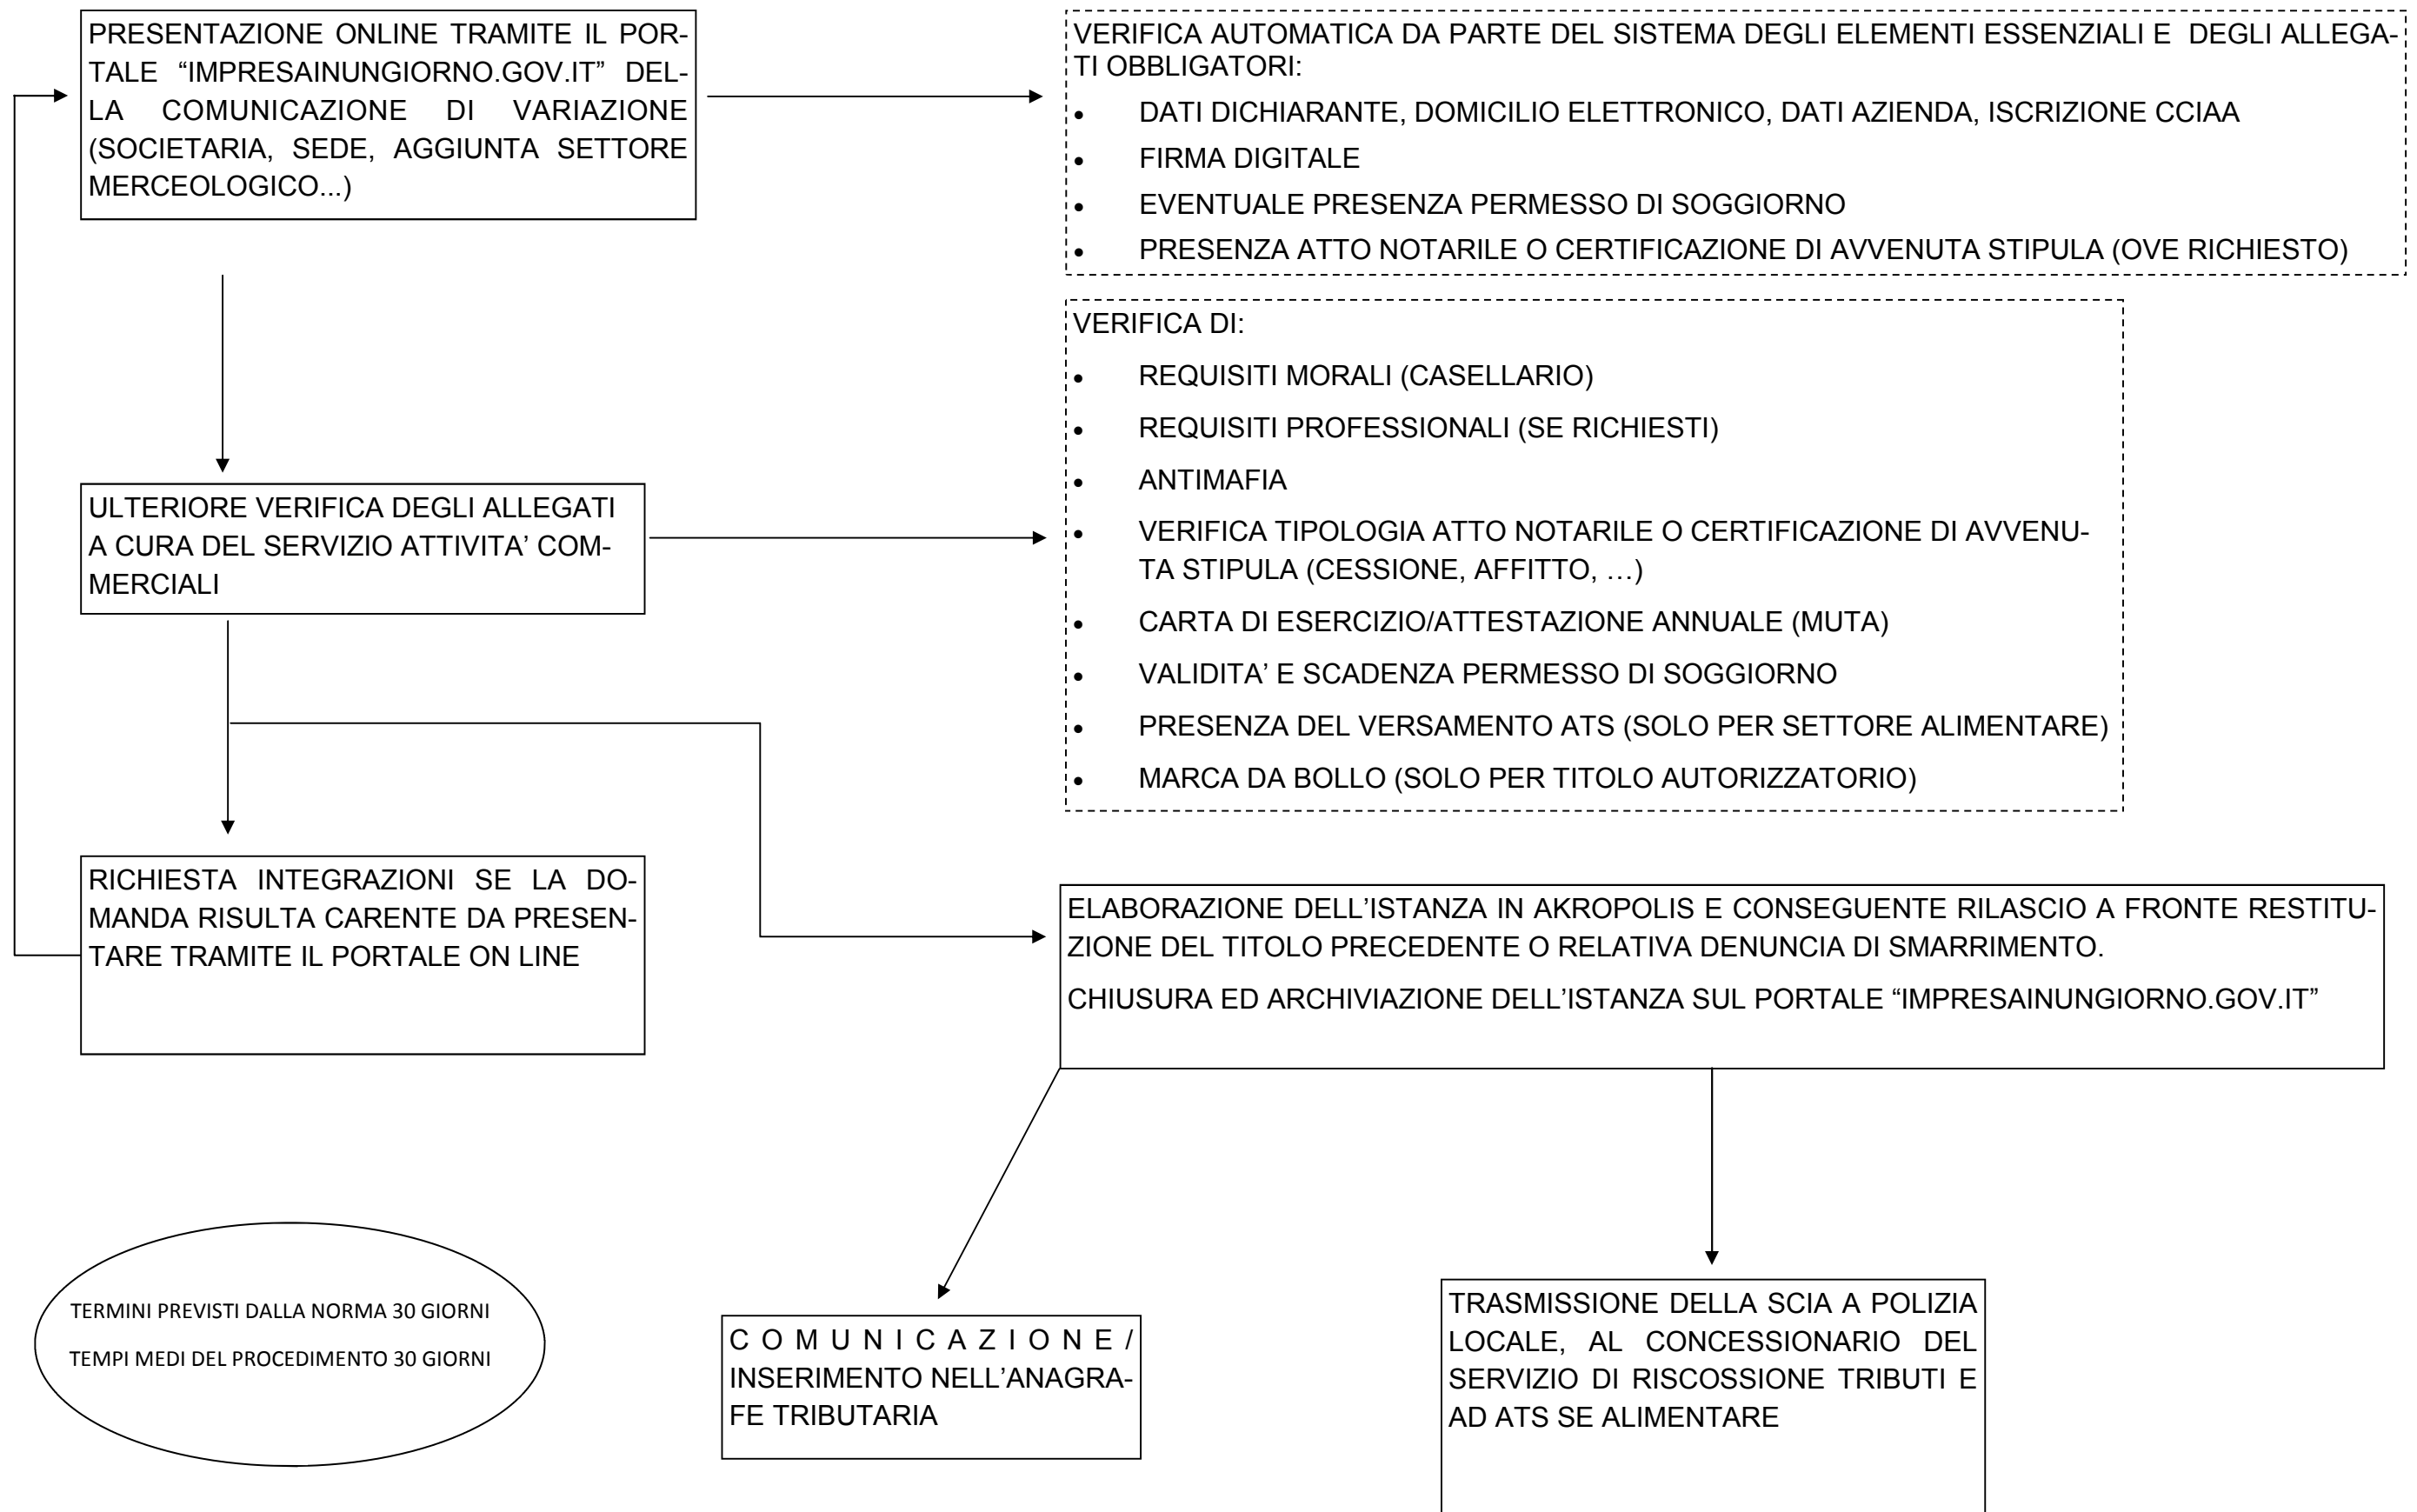 PRESENTAZIONE ONLINE TRAMITE IL POR-
TALE “IMPRESAINUNGIORNO.GOV.IT” DEL-
LA COMUNICAZIONE DI VARIAZIONE
(SOCIETARIA, SEDE, AGGIUNTA SETTORE
MERCEOLOGICO...)
VERIFICA AUTOMATICA DA PARTE DEL SISTEMA DEGLI ELEMENTI ESSENZIALI E DEGLI ALLEGA-
TI OBBLIGATORI:
• DATI DICHIARANTE, DOMICILIO ELETTRONICO, DATI AZIENDA, ISCRIZIONE CCIAA
• FIRMA DIGITALE
• EVENTUALE PRESENZA PERMESSO DI SOGGIORNO
• PRESENZA ATTO NOTARILE O CERTIFICAZIONE DI AVVENUTA STIPULA (OVE RICHIESTO)
ULTERIORE VERIFICA DEGLI ALLEGATI
A CURA DEL SERVIZIO ATTIVITA’ COM-
MERCIALI
VERIFICA DI:
• REQUISITI MORALI (CASELLARIO)
• REQUISITI PROFESSIONALI (SE RICHIESTI)
• ANTIMAFIA
• VERIFICA TIPOLOGIA ATTO NOTARILE O CERTIFICAZIONE DI AVVENU-
TA STIPULA (CESSIONE, AFFITTO, …)
• CARTA DI ESERCIZIO/ATTESTAZIONE ANNUALE (MUTA)
• VALIDITA’ E SCADENZA PERMESSO DI SOGGIORNO
• PRESENZA DEL VERSAMENTO ATS (SOLO PER SETTORE ALIMENTARE)
• MARCA DA BOLLO (SOLO PER TITOLO AUTORIZZATORIO)
RICHIESTA INTEGRAZIONI SE LA DO-
MANDA RISULTA CARENTE DA PRESEN-
TARE TRAMITE IL PORTALE ON LINE
ELABORAZIONE DELL’ISTANZA IN AKROPOLIS E CONSEGUENTE RILASCIO A FRONTE RESTITU-
ZIONE DEL TITOLO PRECEDENTE O RELATIVA DENUNCIA DI SMARRIMENTO.
CHIUSURA ED ARCHIVIAZIONE DELL’ISTANZA SUL PORTALE “IMPRESAINUNGIORNO.GOV.IT”
TERMINI PREVISTI DALLA NORMA 30 GIORNI
TEMPI MEDI DEL PROCEDIMENTO 30 GIORNI
COMUNICAZIONE/
INSERIMENTO NELL’ANAGRA-
FE TRIBUTARIA
TRASMISSIONE DELLA SCIA A POLIZIA
LOCALE, AL CONCESSIONARIO DEL
SERVIZIO DI RISCOSSIONE TRIBUTI E
AD ATS SE ALIMENTARE